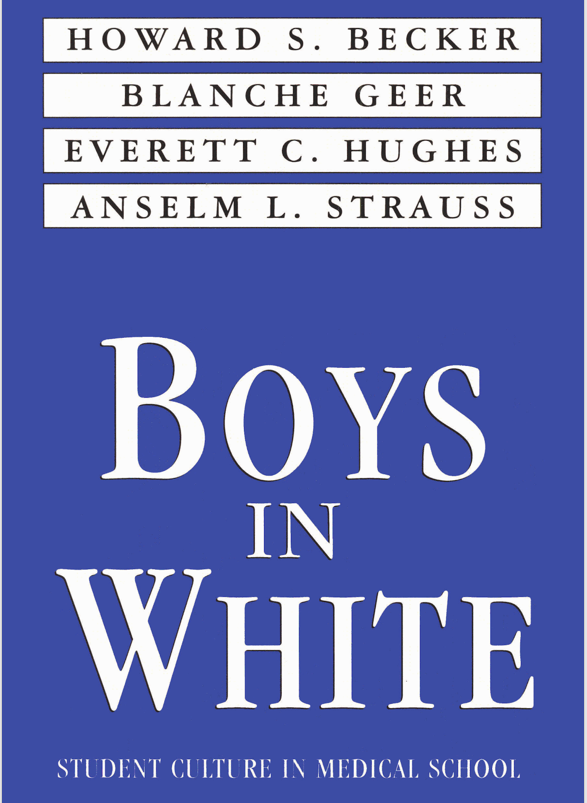 HOWARD S. BECKER
BLANCHE GEER
EVERETT C. HUGHES
ANSELM L. STRAUSS
BOYS
IN
WHITE
STUDENT CULTURE IN MEDICAL SCHOOL